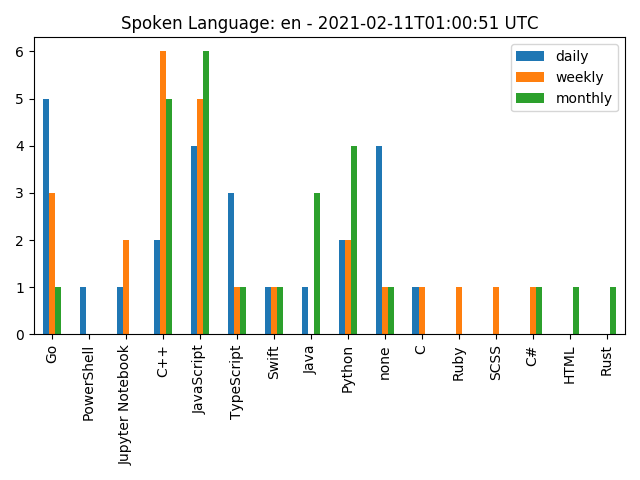 Spoken Language: en - 2021-02-11T01:00:51 UTC
daily
weekly
monthly
6
5
4
3
2
1
0
Go
PowerShell
Jupyter Notebook
C++
JavaScript
TypeScript
Swift
Java
Python
none
C
Ruby
SCSS
C#
HTML
Rust